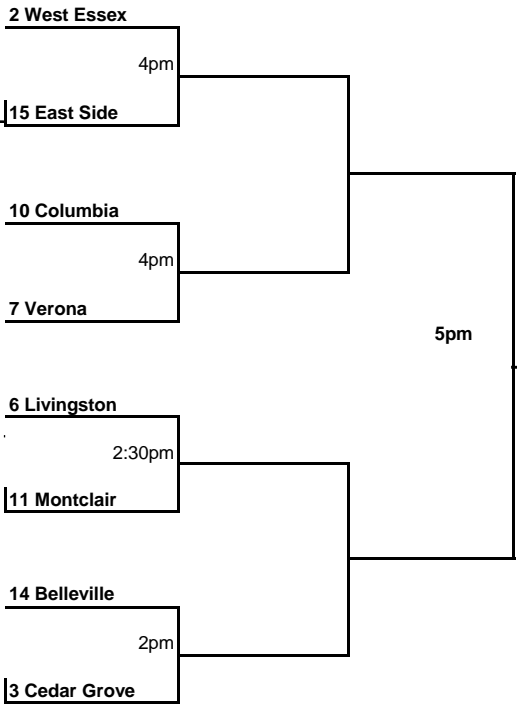 2 West Essex
4pm
15 East Side
10 Columbia
4pm
7 Verona
5pm
6 Livingston
2:30pm
11 Montclair
14 Belleville
2pm
3 Cedar Grove